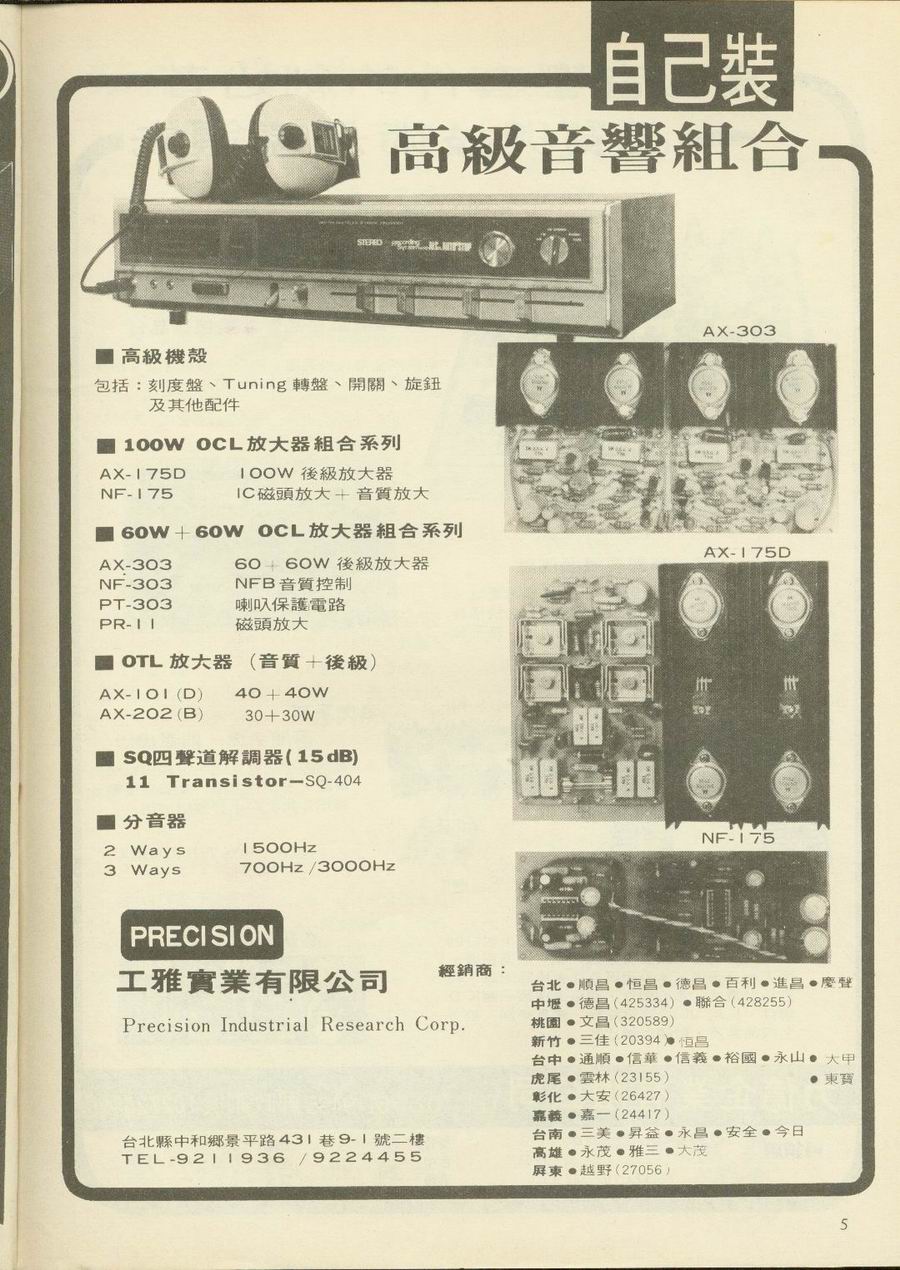 自己裝
高級音響組合
STEREO recording system
AX-303
■ 高級機殼
包括：刻度盤、Tuning 轉盤、開關、旋鈕
及其他配件
■ 100W OCL 放大器組合系列
AX-175D 100W 後級放大器
NF-175 IC磁頭放大＋音質放大
■ 60W＋60W OCL 放大器組合系列
AX-303 60＋60W 後級放大器
NF-303 NFB 音質控制
PT-303 喇叭保護電路
PR-11 磁頭放大
■ OTL 放大器 （音質＋後級）
AX-101 (D) 40＋40W
AX-202 (B) 30＋30W
■ SQ四聲道解調器(15dB)
11 Transistor—SQ-404
■ 分音器
2 Ways 1500Hz
3 Ways 700Hz /3000Hz
AX-175D
NF-175
PRECISION
工雅實業有限公司
Precision Industrial Research Corp.
台北縣中和鄉景平路431巷9-1號二樓
TEL-9211936 /9224455
經銷商：
台北●順昌●恒昌●德昌●百利●進昌●慶聲
中壢●德昌(425334) ●聯合(428255)
桃園●文昌(320589)
新竹●三佳(20394)●恒昌
台中●通順●信華●信義●裕國●永山● 大甲
虎尾●雲林(23155) ●東寶
彰化●大安(26427)
嘉義●嘉一(24417)
台南●三美●昇益●永昌●安全●今日
高雄●永茂●雅三●大茂
屏東●越野(27056)
5